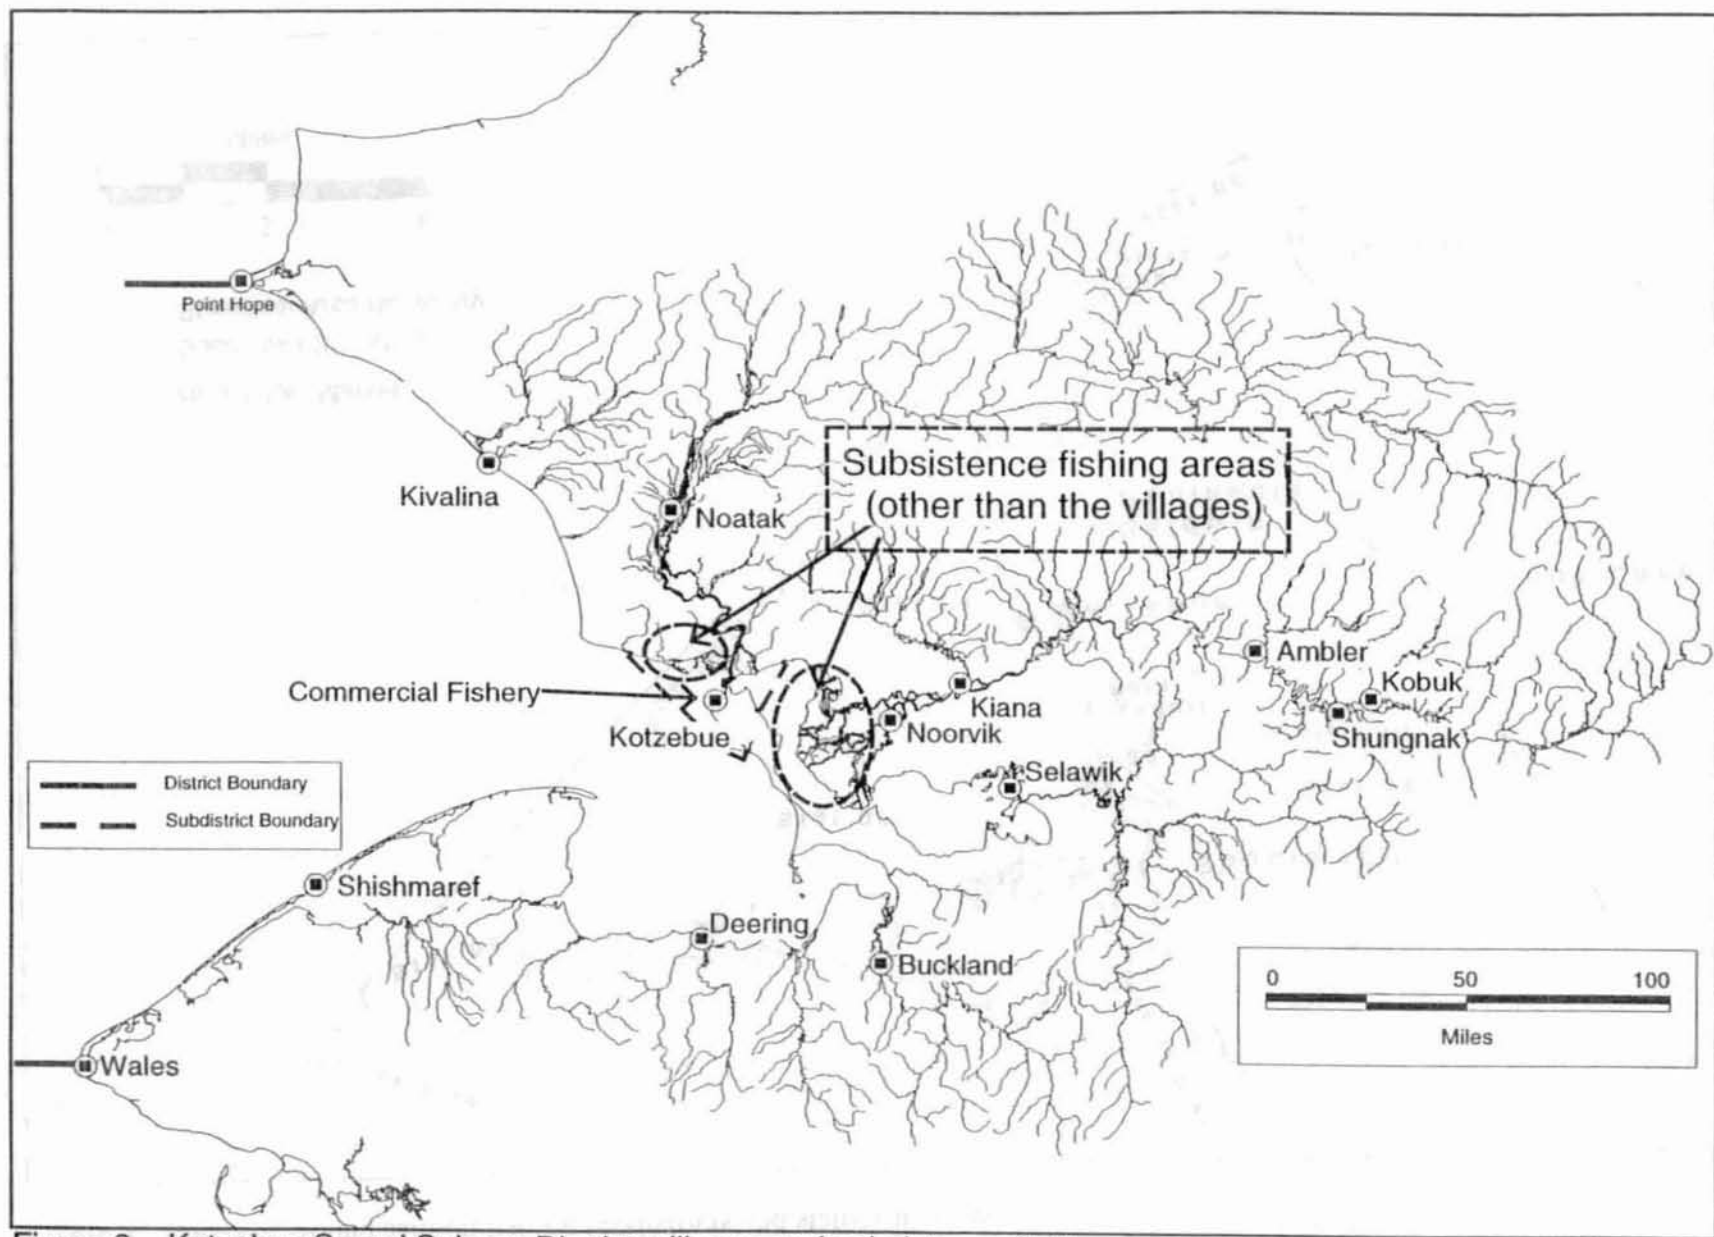 Point Hope
Kivalina
Noatak
Subsistence fishing areas
(other than the villages)
Commercial Fishery
Kotzebue
Kiana
Noorvik
Ambler
Kobuk
Shungnak
Selawik
District Boundary
Subdistrict Boundary
Shishmaref
Deering
Buckland
Wales
0 50 100
Miles